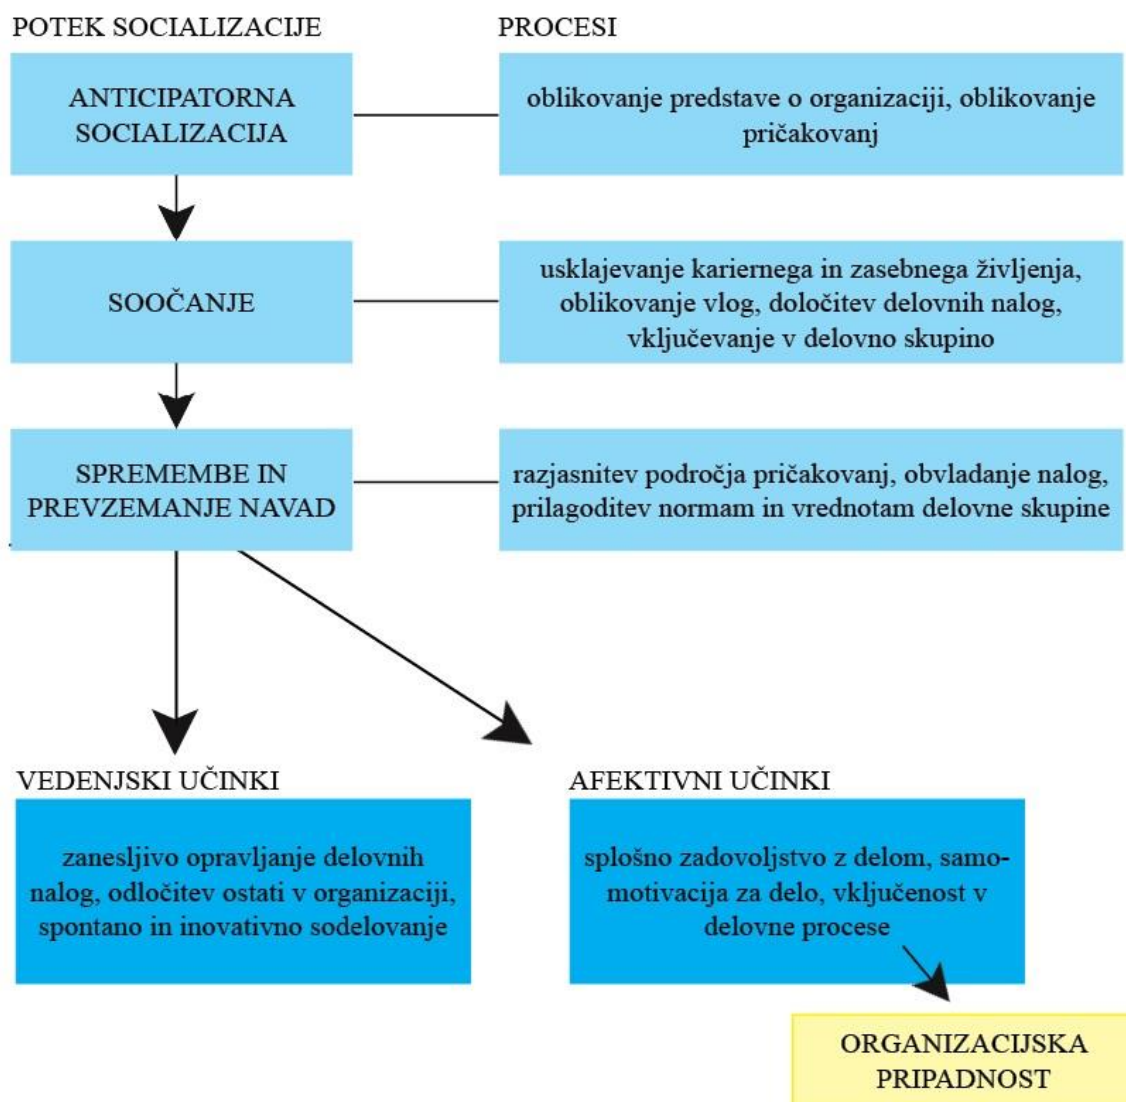 POTEK SOCIALIZACIJE
PROCESI
ANTICIPATORNA
SOCIALIZACIJA
oblikovanje predstave o organizaciji, oblikovanje
pričakovanj
SOOČANJE
usklajevanje kariernega in zasebnega življenja,
oblikovanje vlog, določitev delovnih nalog,
vključevanje v delovno skupino
SPREMEMBE IN
PREVZEMANJE NAVAD
razjasnitev področja pričakovanj, obvladanje nalog,
prilagoditev normam in vrednotam delovne skupine
VEDENJSKI UČINKI
zanesljivo opravljanje delovnih
nalog, odločitev ostati v organizaciji,
spontano in inovativno sodelovanje
AFEKTIVNI UČINKI
splošno zadovoljstvo z delom, samo-
motivacija za delo, vključenost v
delovne procese
ORGANIZACIJSKA
PRIPADNOST